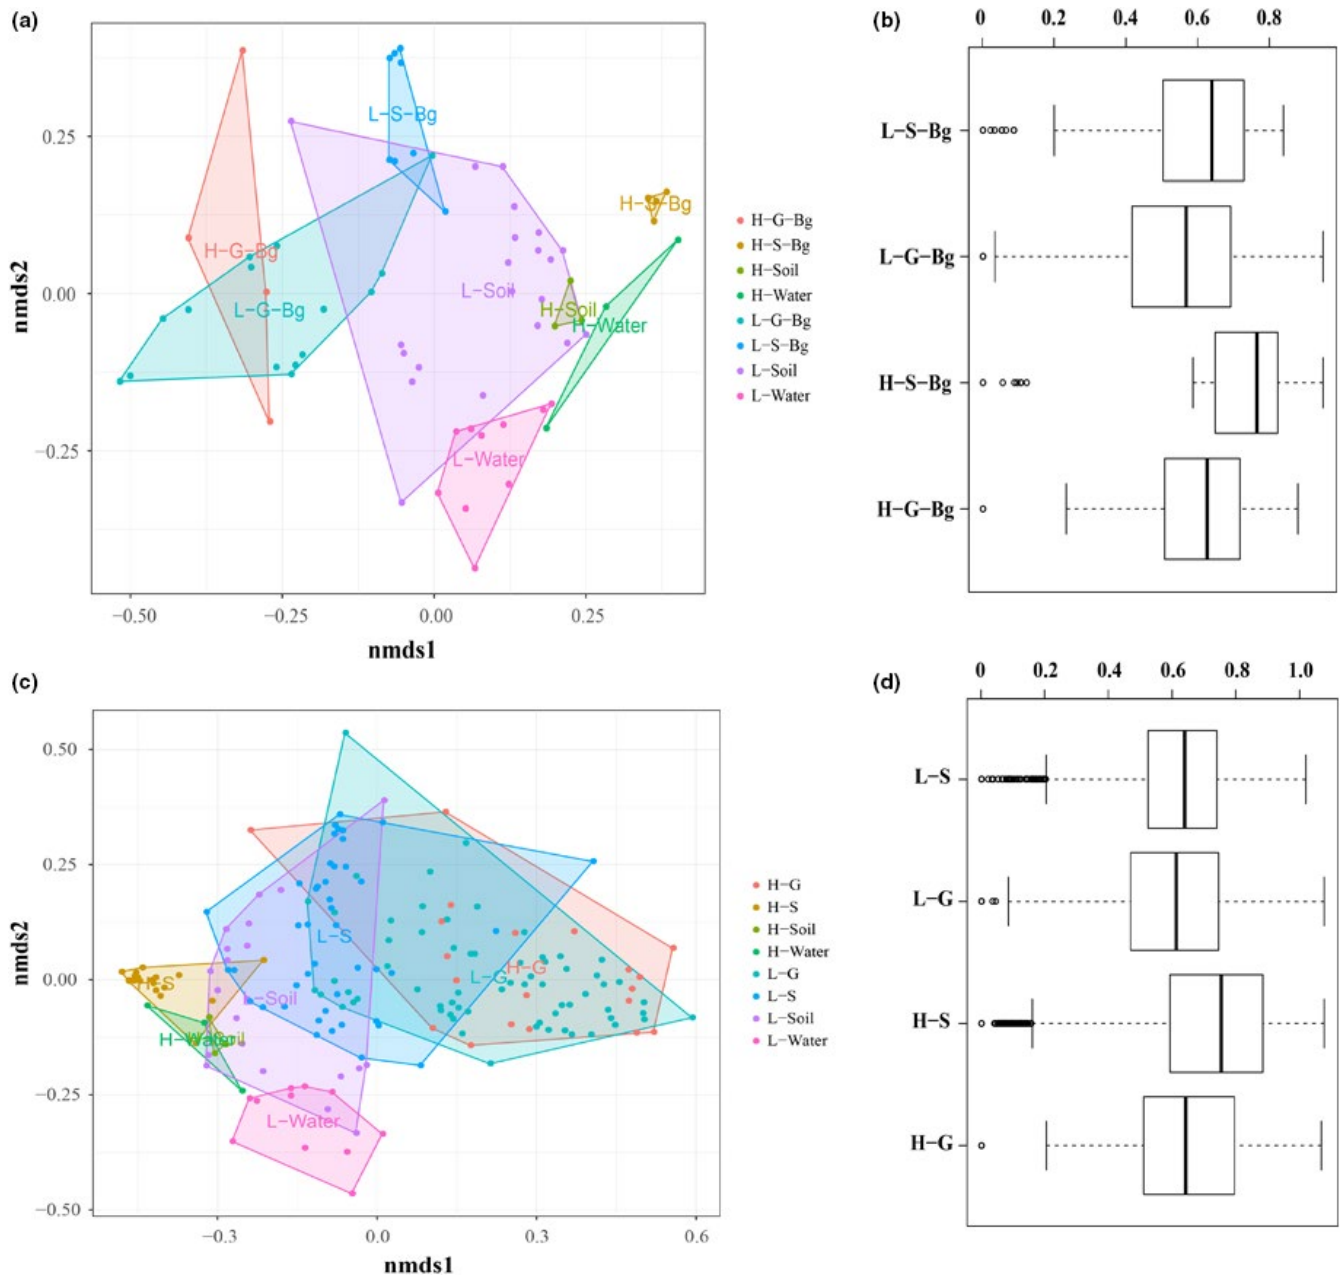 (a)
nmds2
0.25
0.00
−0.25
−0.50
−0.25
0.00
0.25
nmds1
H−G−Bg
L−S−Bg
H−S−Bg
L−G−Bg
L−Soil
H−Soil
H−Water
L−Water
H−G−Bg
H−S−Bg
H−Soil
H−Water
L−G−Bg
L−S−Bg
L−Soil
L−Water
(b)
0 0.2 0.4 0.6 0.8
L−S−Bg
L−G−Bg
H−S−Bg
H−G−Bg
(c)
nmds2
0.50
0.25
0.00
−0.25
−0.50
−0.3
0.0
0.3
0.6
nmds1
L−S
H−G
L−G
H−S
L−Soil
H−Water
L−Water
H−G
H−S
H−Soil
H−Water
L−G
L−S
L−Soil
L−Water
(d)
0 0.2 0.4 0.6 0.8 1.0
L−S
L−G
H−S
H−G